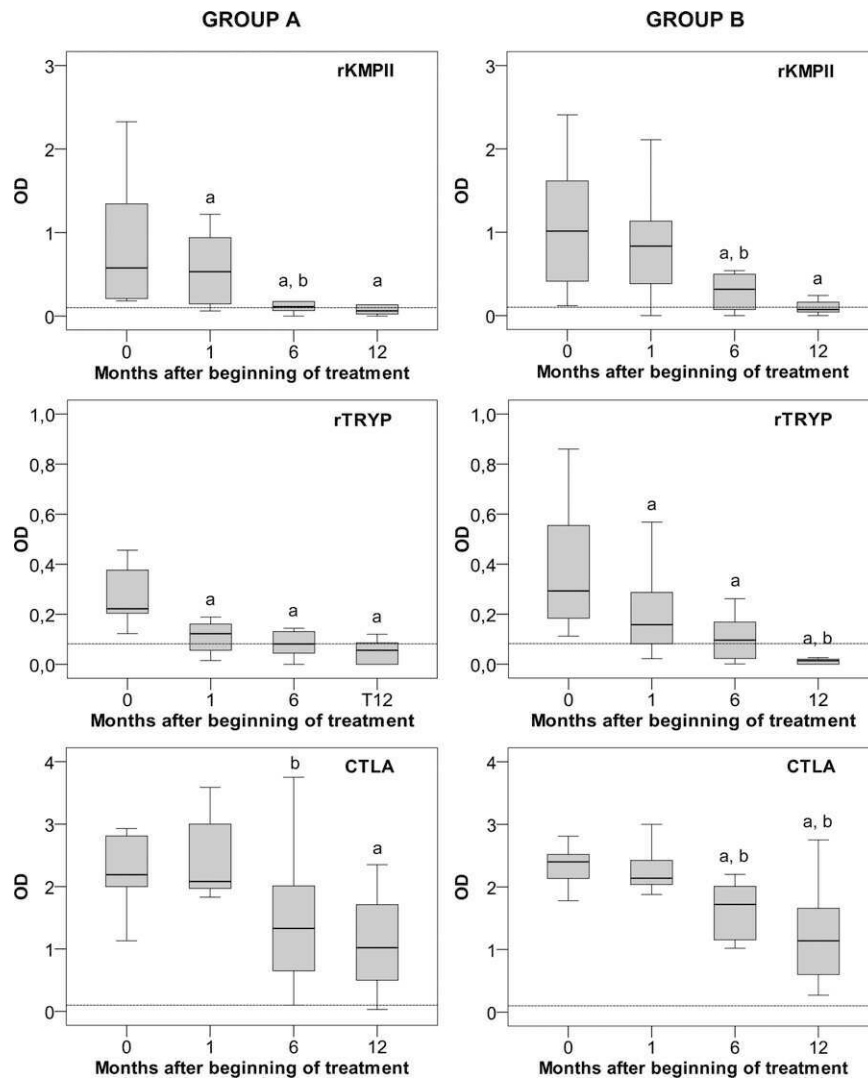 GROUP A
GROUP B
rKMPII
3
2
1
0
OD
a
a, b
a
0 1 6 12
Months after beginning of treatment
rKMPII
3
2
1
0
OD
a, b
a
0 1 6 12
Months after beginning of treatment
rTRYP
1,0
0,8
0,6
0,4
0,2
0,0
OD
a
a
a
0 1 6 T12
Months after beginning of treatment
rTRYP
1,0
0,8
0,6
0,4
0,2
0,0
OD
a
a
a, b
0 1 6 12
Months after beginning of treatment
CTLA
4
3
2
1
0
OD
b
a
0 1 6 12
Months after beginning of treatment
CTLA
4
3
2
1
0
OD
a, b
a, b
0 1 6 12
Months after beginning of treatment